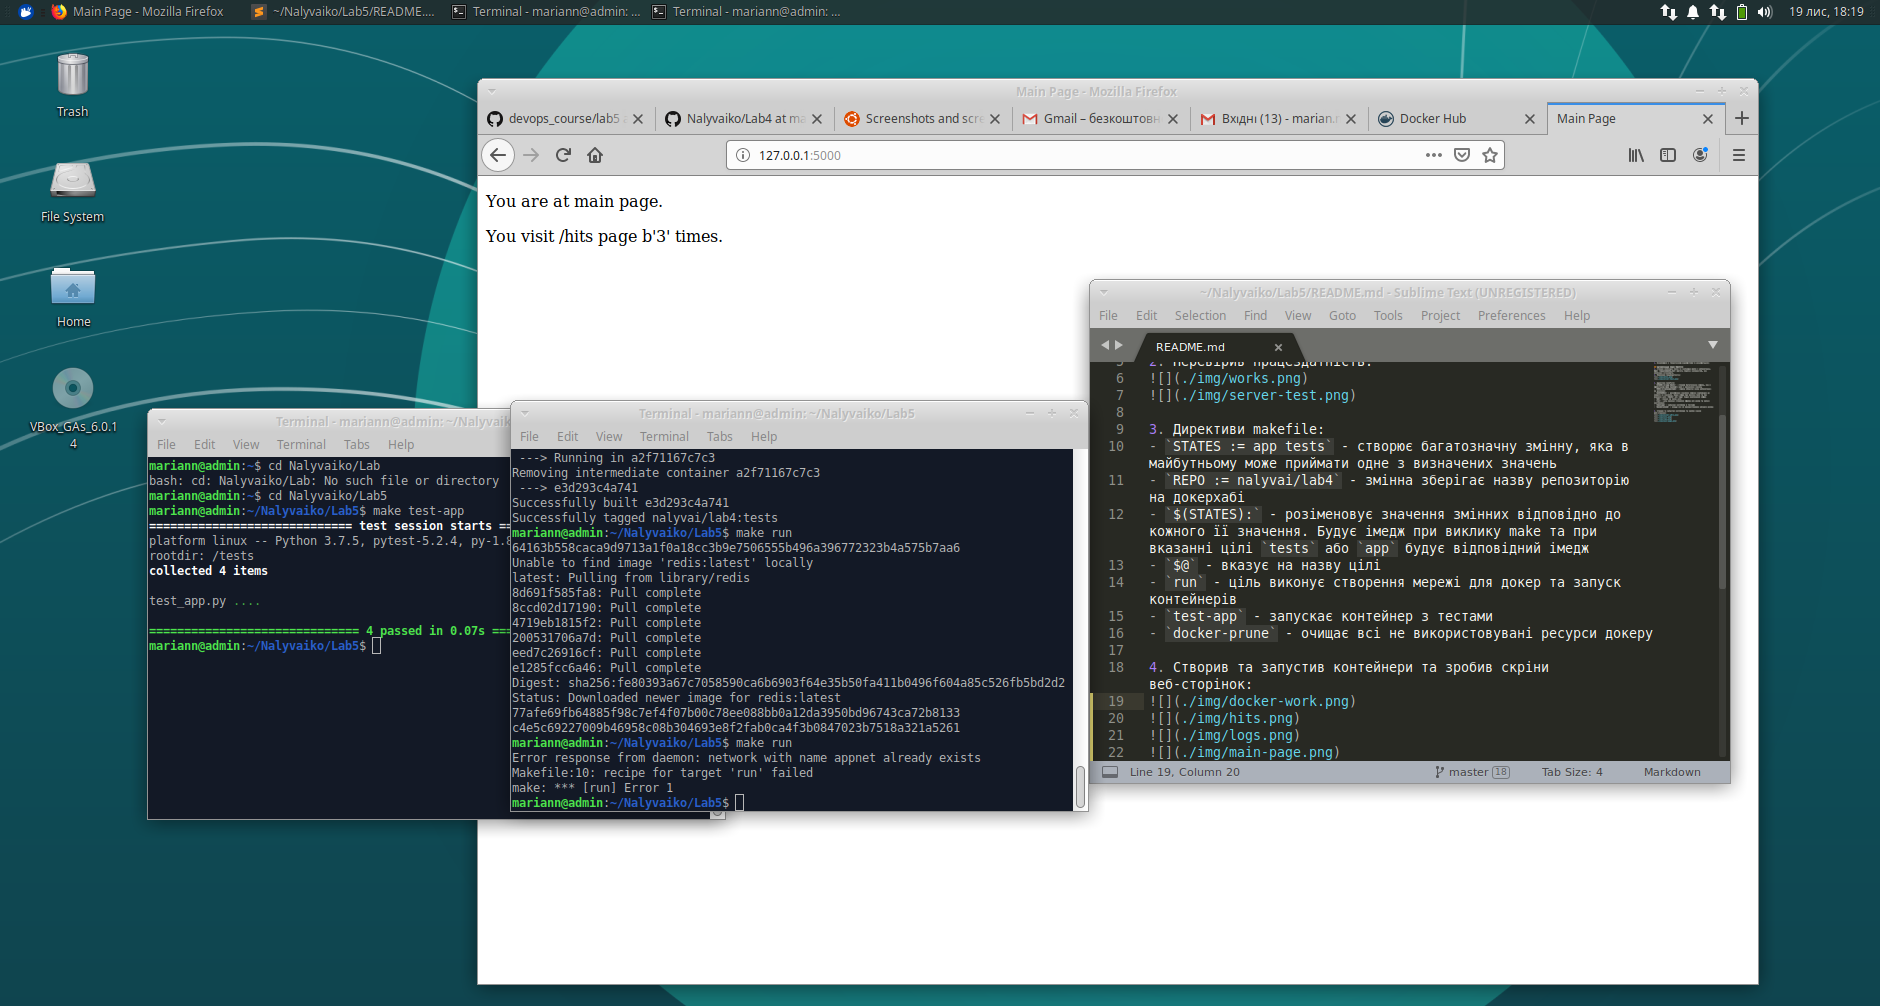 Main Page - Mozilla Firefox
~/Nalyvaiko/Lab5/README....
Terminal - mariann@admin: ...
Terminal - mariann@admin: ...
19 лис, 18:19
Trash
File System
Home
VBox_GAs_6.0.1
4
Main Page - Mozilla Firefox
devops_course/lab5
Nalyvaiko/Lab4 at ma
Screenshots and scre
Gmail – безкоштовн
Вхідні (13) - marian.
Docker Hub
Main Page
127.0.0.1:5000
You are at main page.
You visit /hits page b'3' times.
Terminal - mariann@admin: ~/Nalyvaik
File Edit View Terminal Tabs Help
mariann@admin:~$ cd Nalyvaiko/Lab
bash: cd: Nalyvaiko/Lab: No such file or directory
mariann@admin:~$ cd Nalyvaiko/Lab5
mariann@admin:~/Nalyvaiko/Lab5$ make test-app
============================= test session starts ==
platform linux -- Python 3.7.5, pytest-5.2.4, py-1.8
rootdir: /tests
collected 4 items
test_app.py ....
============================== 4 passed in 0.07s ===
mariann@admin:~/Nalyvaiko/Lab5$
Terminal - mariann@admin: ~/Nalyvaiko/Lab5
File Edit View Terminal Tabs Help
---> Running in a2f71167c7c3
Removing intermediate container a2f71167c7c3
---> e3d293c4a741
Successfully built e3d293c4a741
Successfully tagged nalyvai/lab4:tests
mariann@admin:~/Nalyvaiko/Lab5$ make run
64163b558caca9d9713a1f0a18cc3b9e7506555b496a396772323b4a575b7aa6
Unable to find image 'redis:latest' locally
latest: Pulling from library/redis
8d691f585fa8: Pull complete
8ccd02d17190: Pull complete
4719eb1815f2: Pull complete
200531706a7d: Pull complete
eed7c26916cf: Pull complete
e1285fcc6a46: Pull complete
Digest: sha256:fe80393a67c7058590ca6b6903f64e35b50fa411b0496f604a85c526fb5bd2d2
Status: Downloaded newer image for redis:latest
77afe69fb64885f98c7ef4f07b00c78ee088bb0a12da3950bd96743ca72b8133
c4e5c69227009b46958c08b304693e8f2fab0ca4f3b0847023b7518a321a5261
mariann@admin:~/Nalyvaiko/Lab5$ make run
Error response from daemon: network with name appnet already exists
Makefile:10: recipe for target 'run' failed
make: *** [run] Error 1
mariann@admin:~/Nalyvaiko/Lab5$
~/Nalyvaiko/Lab5/README.md - Sublime Text (UNREGISTERED)
File Edit Selection Find View Goto Tools Project Preferences Help
README.md
5 2. Перевірив працездатність:
6 ![](./img/works.png)
7 ![](./img/server-test.png)
8
9 3. Директиви makefile:
10 - `STATES := app tests` - створює багатозначну змінну, яка в
майбутньому може приймати одне з визначених значень
11 - `REPO := nalyvai/lab4` - змінна зберігає назву репозиторію
на докерхабі
12 - `$(STATES):` - розіменовує значення змінних відповідно до
кожного її значення. Будує імедж при виклику make та при
вказанні цілі `tests` або `app` будує відповідний імедж
13 - `$@` - вказує на назву цілі
14 - `run` - ціль виконує створення мережі для докер та запуск
контейнерів
15 - `test-app` - запускає контейнер з тестами
16 - `docker-prune` - очищає всі не використовувані ресурси докеру
17
18 4. Створив та запустив контейнери та зробив скріни
веб-сторінок:
19 ![](./img/docker-work.png)
20 ![](./img/hits.png)
21 ![](./img/logs.png)
22 ![](./img/main-page.png)
Line 19, Column 20
master 18
Tab Size: 4
Markdown